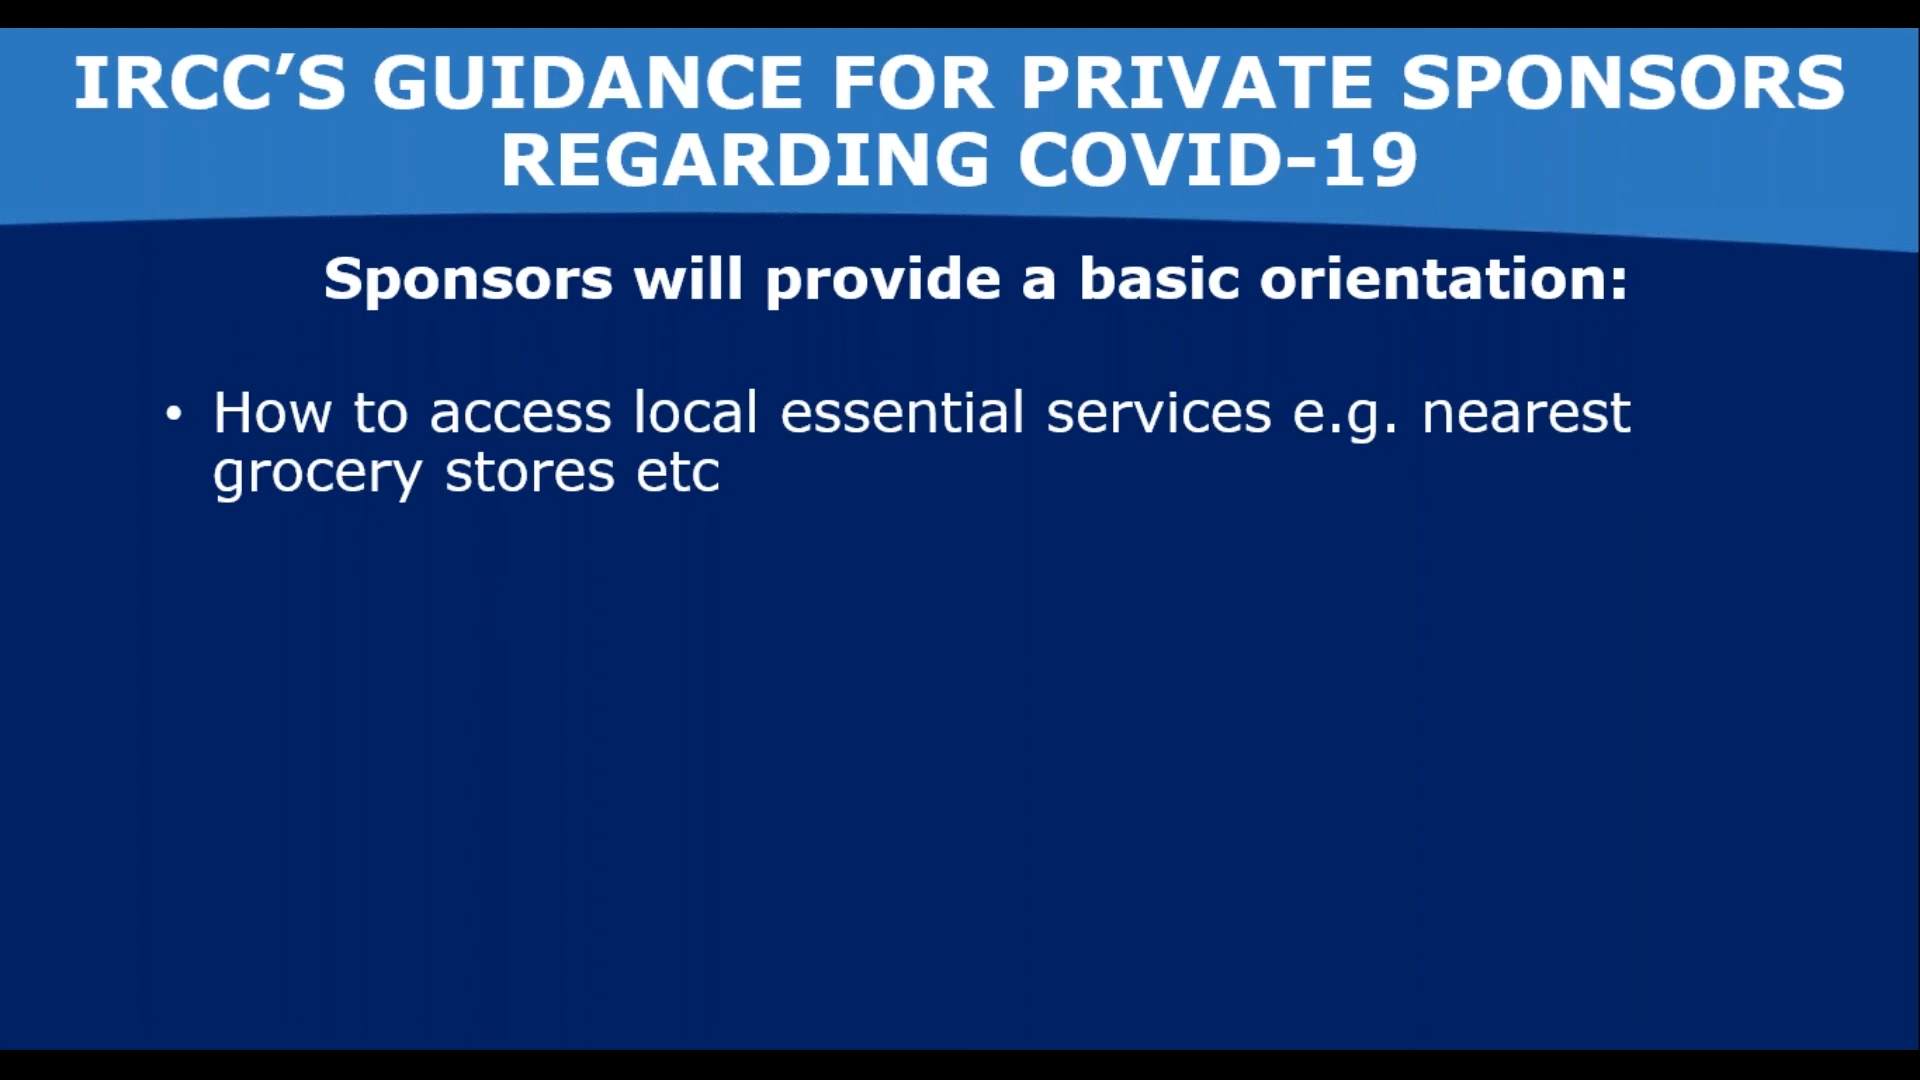 IRCC’S GUIDANCE FOR PRIVATE SPONSORS
REGARDING COVID-19
Sponsors will provide a basic orientation:
• How to access local essential services e.g. nearest
grocery stores etc